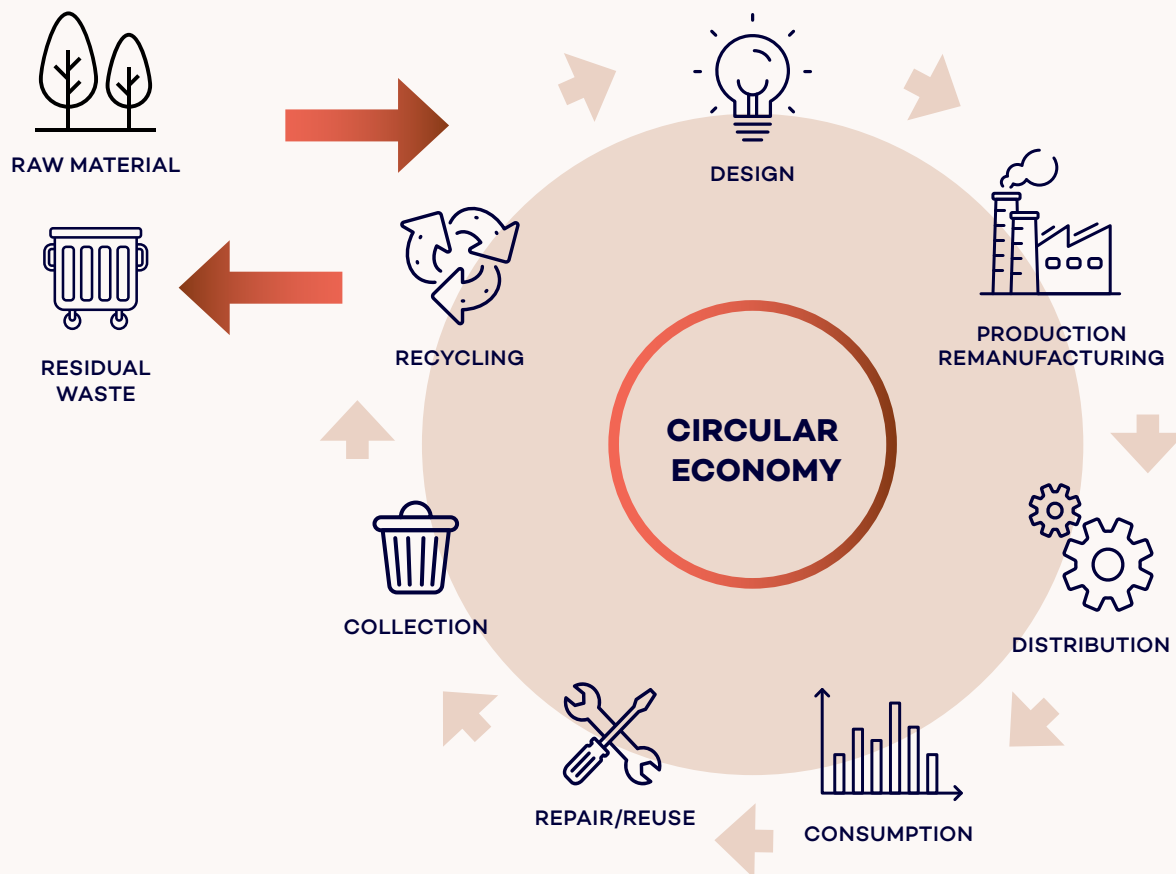 RAW MATERIAL
DESIGN
PRODUCTION
REMANUFACTURING
DISTRIBUTION
CONSUMPTION
REPAIR/REUSE
COLLECTION
RECYCLING
RESIDUAL
WASTE
CIRCULAR
ECONOMY